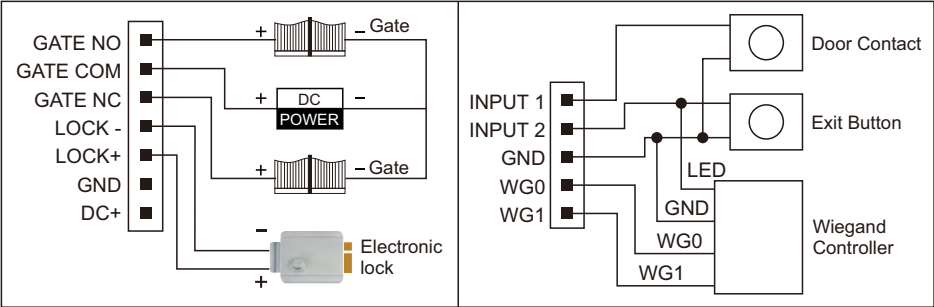 GATE NO
+
– Gate
GATE COM
+
DC
–
POWER
GATE NC
LOCK -
LOCK+
+
– Gate
GND
DC+
–
Electronic
lock
+
Door Contact
INPUT 1
INPUT 2
Exit Button
GND
LED
WG0
GND
WG1
Wiegand
Controller
WG0
WG1